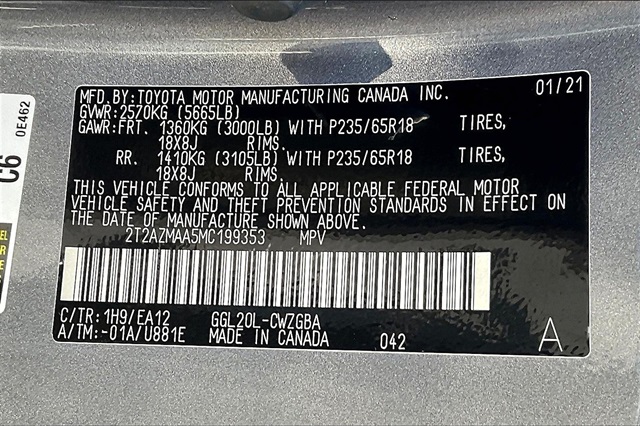 MFD.BY:TOYOTA MOTOR MANUFACTURING CANADA INC. 01/21
GVWR:2570KG (5665LB)
GAWR:FRT. 1360KG (3000LB) WITH P235/65R18 TIRES,
18X8J RIMS.
RR. 1410KG (3105LB) WITH P235/65R18 TIRES,
18X8J RIMS.
THIS VEHICLE CONFORMS TO ALL APPLICABLE FEDERAL MOTOR
VEHICLE SAFETY AND THEFT PREVENTION STANDARDS IN EFFECT ON
THE DATE OF MANUFACTURE SHOWN ABOVE.
2T2AZMAA5MC199353 MPV
C/TR:1H9/EA12 GGL20L-CWZGBA
A/TM:-01A/U881E MADE IN CANADA 042 A
C6
0E462